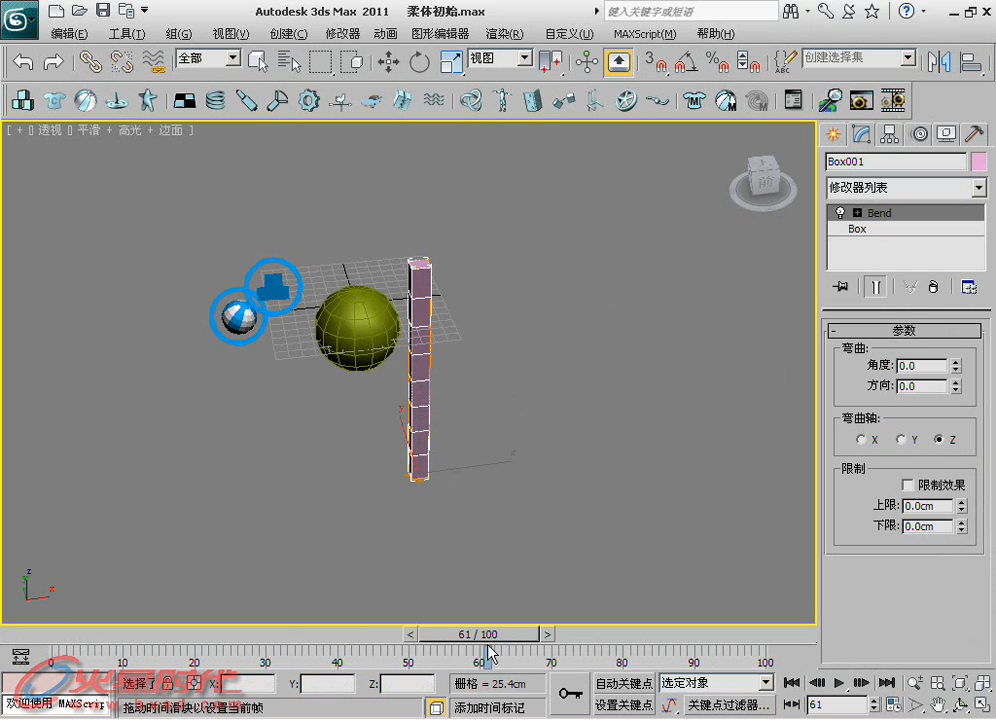 Autodesk 3ds Max 2011 柔体初始.max
键入关键字或短语
编辑(E) 工具(T) 组(G) 视图(V) 创建(C) 修改器 动画 图形编辑器 渲染(R) 自定义(U) MAXScript(M) 帮助(H)
全部 视图 3 创建选择集
ABC
[ + [] 透视 [] 平滑 + 高光 + 边面 ]
前
Box001
修改器列表
Bend
Box
参数
弯曲:
角度: 0.0
方向: 0.0
弯曲轴:
X Y Z
限制
限制效果
上限: 0.0cm
下限: 0.0cm
z
x
61 / 100
0 10 20 30 40 50 60 70 80 90 100
选择了 X: Y: Z: 栅格 = 25.4cm 自动关键点 选定对象
欢迎使用 MAXScrip 拖动时间滑块以设置当前帧 添加时间标记 设置关键点 关键点过滤器... 61